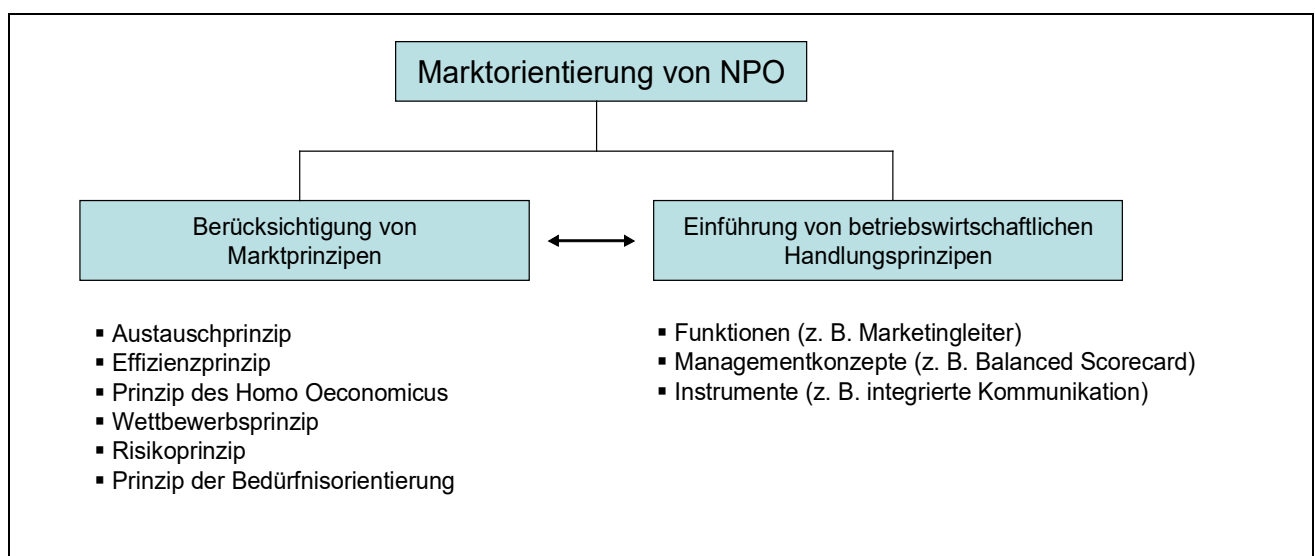 Marktorientierung von NPO
Berücksichtigung von
Marktprinzipen
Einführung von betriebswirtschaftlichen
Handlungsprinzipen
▪ Austauschprinzip
▪ Effizienzprinzip
▪ Prinzip des Homo Oeconomicus
▪ Wettbewerbsprinzip
▪ Risikoprinzip
▪ Prinzip der Bedürfnisorientierung
▪ Funktionen (z. B. Marketingleiter)
▪ Managementkonzepte (z. B. Balanced Scorecard)
▪ Instrumente (z. B. integrierte Kommunikation)